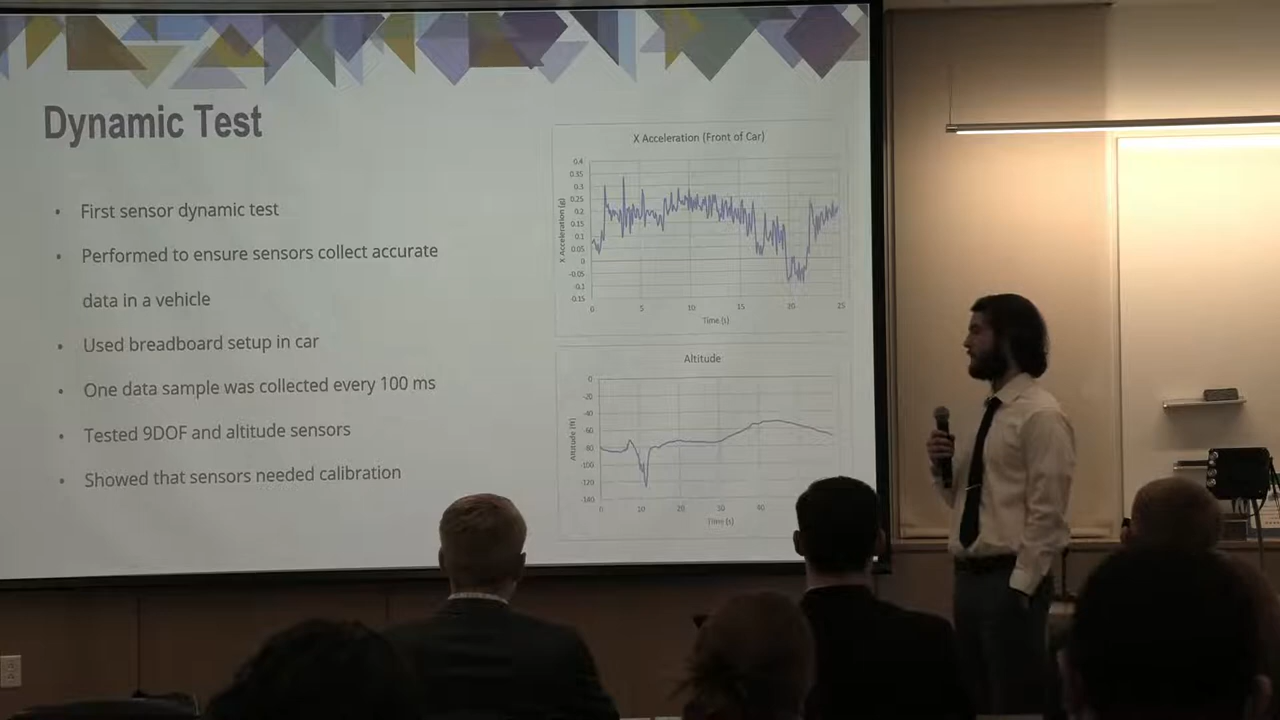 Dynamic Test
• First sensor dynamic test
• Performed to ensure sensors collect accurate
data in a vehicle
• Used breadboard setup in car
• One data sample was collected every 100 ms
• Tested 9DOF and altitude sensors
• Showed that sensors needed calibration
X Acceleration (Front of Car)
X Acceleration (g)
0.4
0.35
0.3
0.25
0.2
0.15
0.1
0.05
0
-0.05
-0.1
-0.15
0 5 10 15 20 25
Time (s)
Altitude
Altitude (ft)
0
-20
-40
-60
-80
-100
-120
-140
0 10 20 30 40
Time (s)